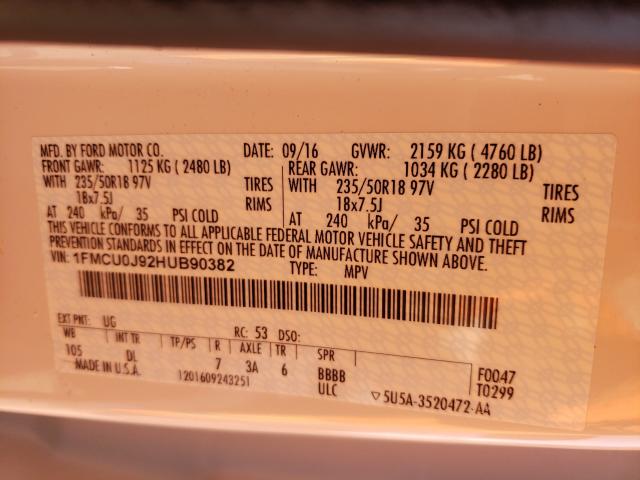 MFD. BY FORD MOTOR CO. DATE: 09/16 GVWR: 2159 KG ( 4760 LB)
FRONT GAWR: 1125 KG ( 2480 LB) REAR GAWR: 1034 KG ( 2280 LB)
WITH 235/50R18 97V TIRES WITH 235/50R18 97V TIRES
18x7.5J RIMS 18x7.5J RIMS
AT 240 kPa/ 35 PSI COLD AT 240 kPa/ 35 PSI COLD
THIS VEHICLE CONFORMS TO ALL APPLICABLE FEDERAL MOTOR VEHICLE SAFETY AND THEFT
PREVENTION STANDARDS IN EFFECT ON THE DATE OF MANUFACTURE SHOWN ABOVE.
VIN: 1FMCU0J92HUB90382 TYPE: MPV
EXT PNT: UG RC: 53 DSO:
WB INT TR TP/PS R AXLE TR SPR F0047
105 DL 7 3A 6 BBBB T0299
MADE IN U.S.A. 1201609243251 ULC ▽5U5A-3520472-AA